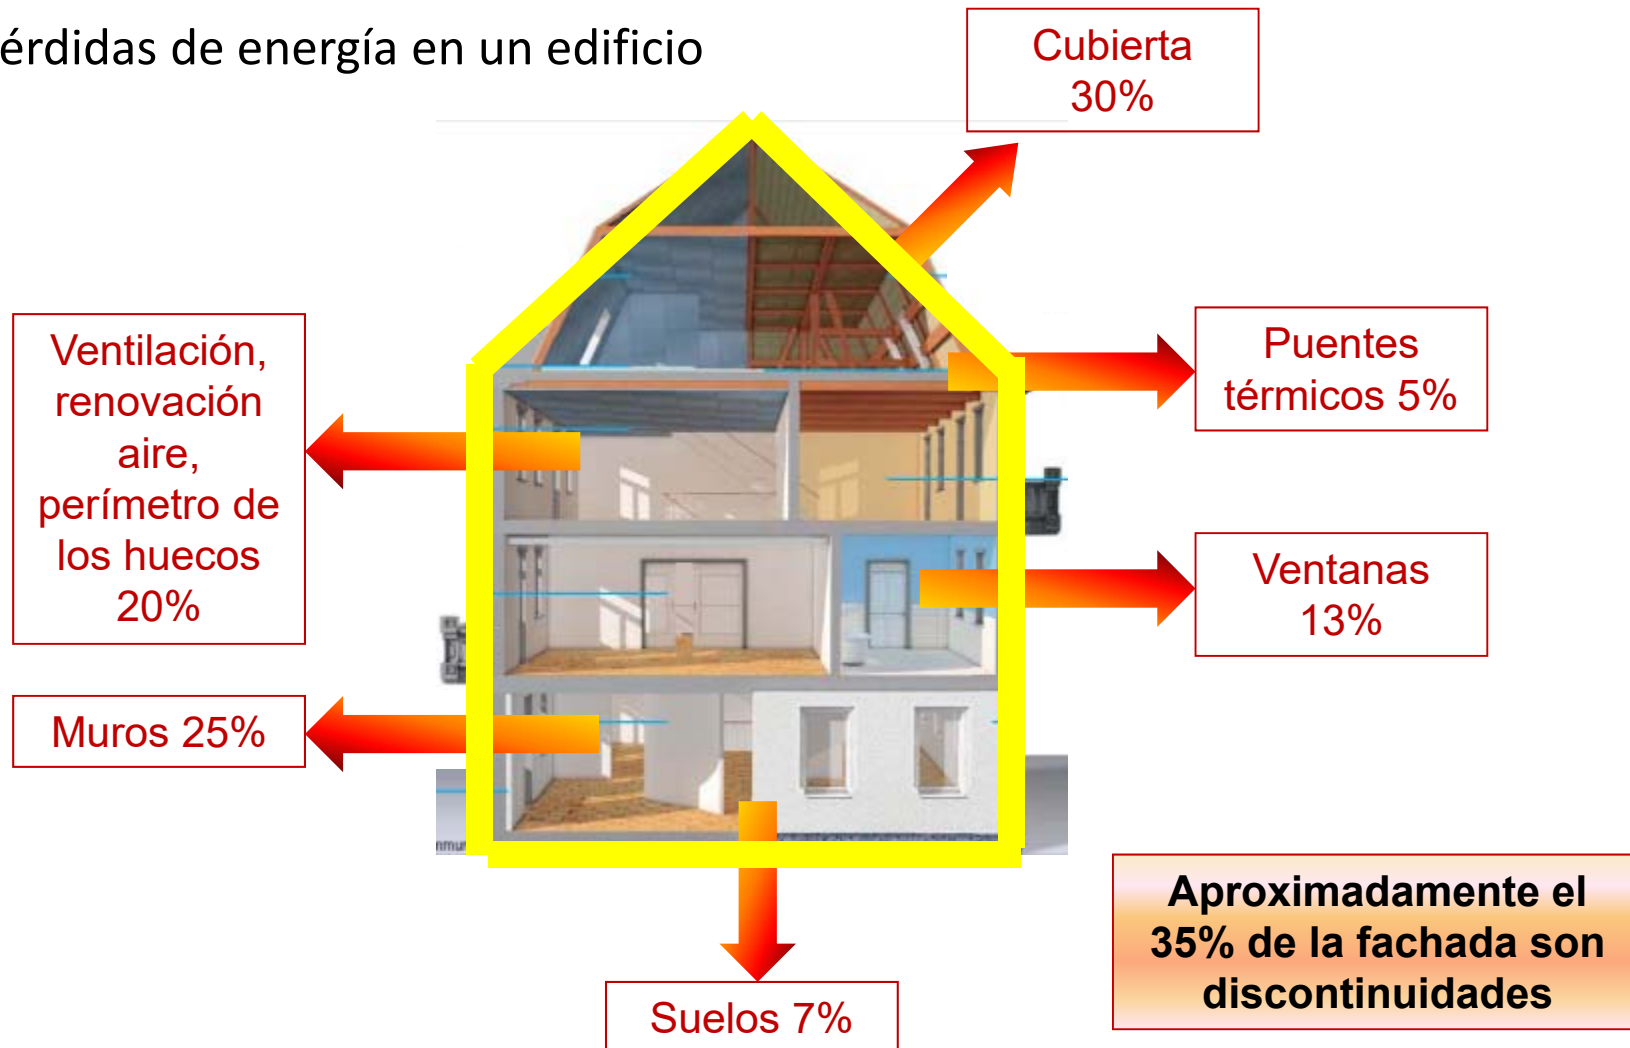 érdidas de energía en un edificio
Cubierta
30%
Ventilación,
renovación
aire,
perímetro de
los huecos
20%
Puentes
térmicos 5%
Ventanas
13%
Muros 25%
Suelos 7%
Aproximadamente el
35% de la fachada son
discontinuidades